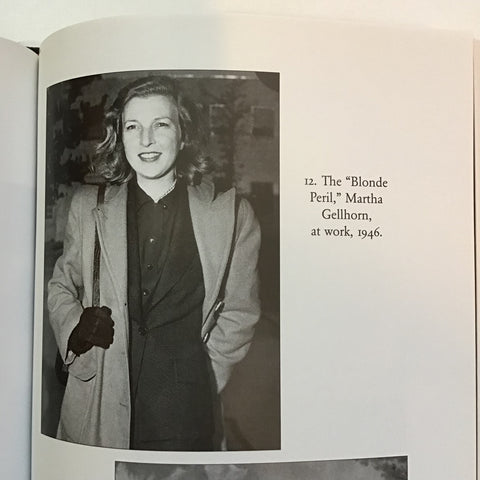 12. The “Blonde
Peril,” Martha
Gellhorn,
at work, 1946.